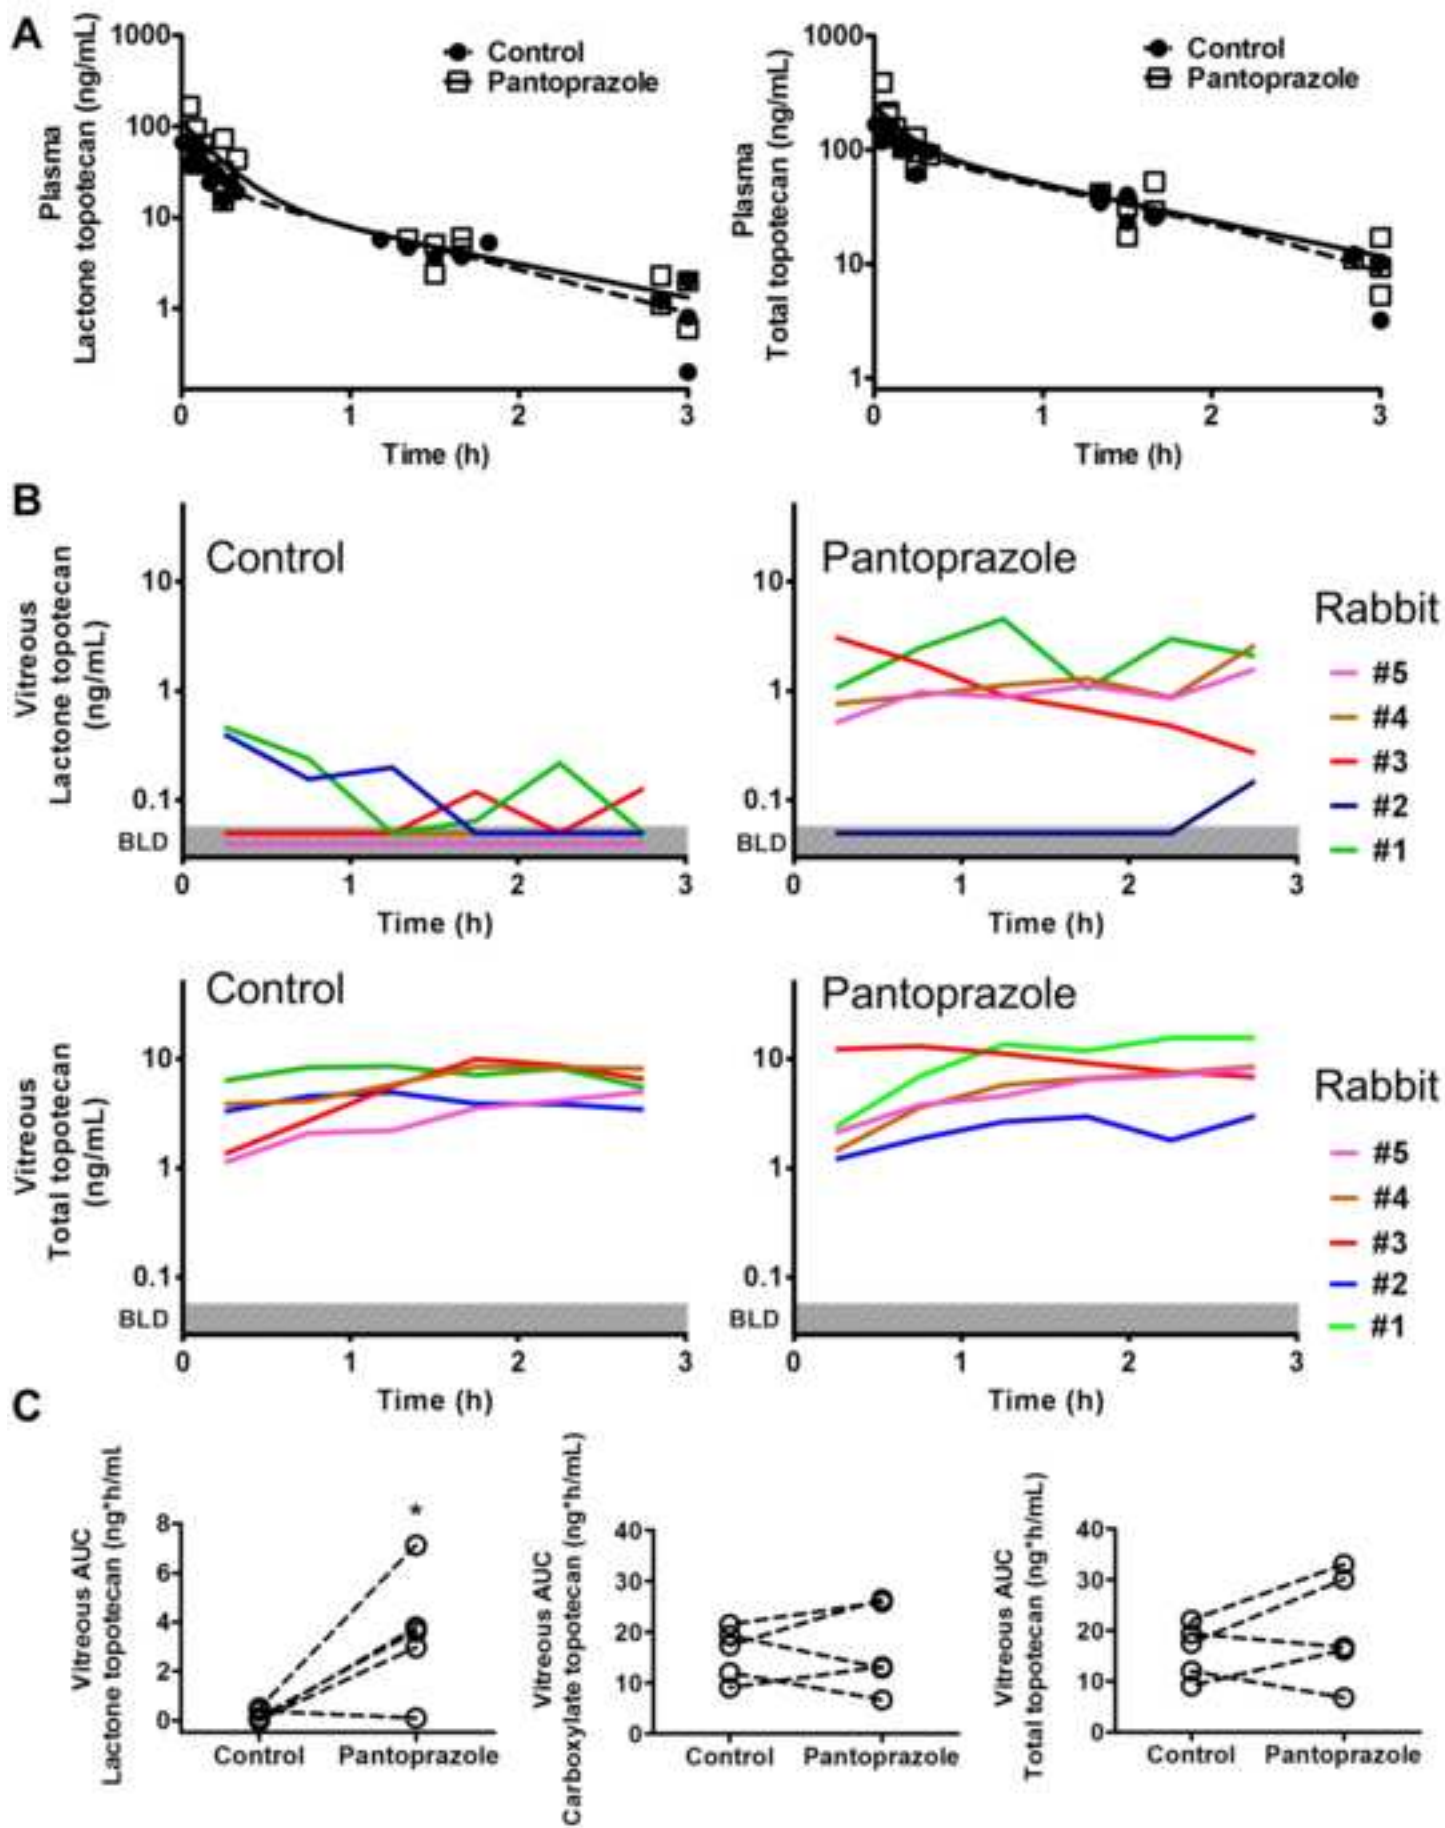 A
Plasma
Lactone topotecan (ng/mL)
1000
100
10
1
0
1
2
3
Time (h)
Control
Pantoprazole
Plasma
Total topotecan (ng/mL)
1000
100
10
1
0
1
2
3
Time (h)
Control
Pantoprazole
B
Vitreous
Lactone topotecan
(ng/mL)
Control
10
1
0.1
BLD
0
1
2
3
Time (h)
Pantoprazole
10
1
0.1
BLD
0
1
2
3
Time (h)
Rabbit
#5
#4
#3
#2
#1
Vitreous
Total topotecan
(ng/mL)
Control
10
1
0.1
BLD
0
1
2
3
Time (h)
Pantoprazole
10
1
0.1
BLD
0
1
2
3
Time (h)
Rabbit
#5
#4
#3
#2
#1
C
Vitreous AUC
Lactone topotecan (ng*h/mL
8
6
4
2
0
*
Control
Pantoprazole
Vitreous AUC
Carboxylate topotecan (ng*h/mL)
40
30
20
10
0
Control
Pantoprazole
Vitreous AUC
Total topotecan (ng*h/mL)
40
30
20
10
0
Control
Pantoprazole